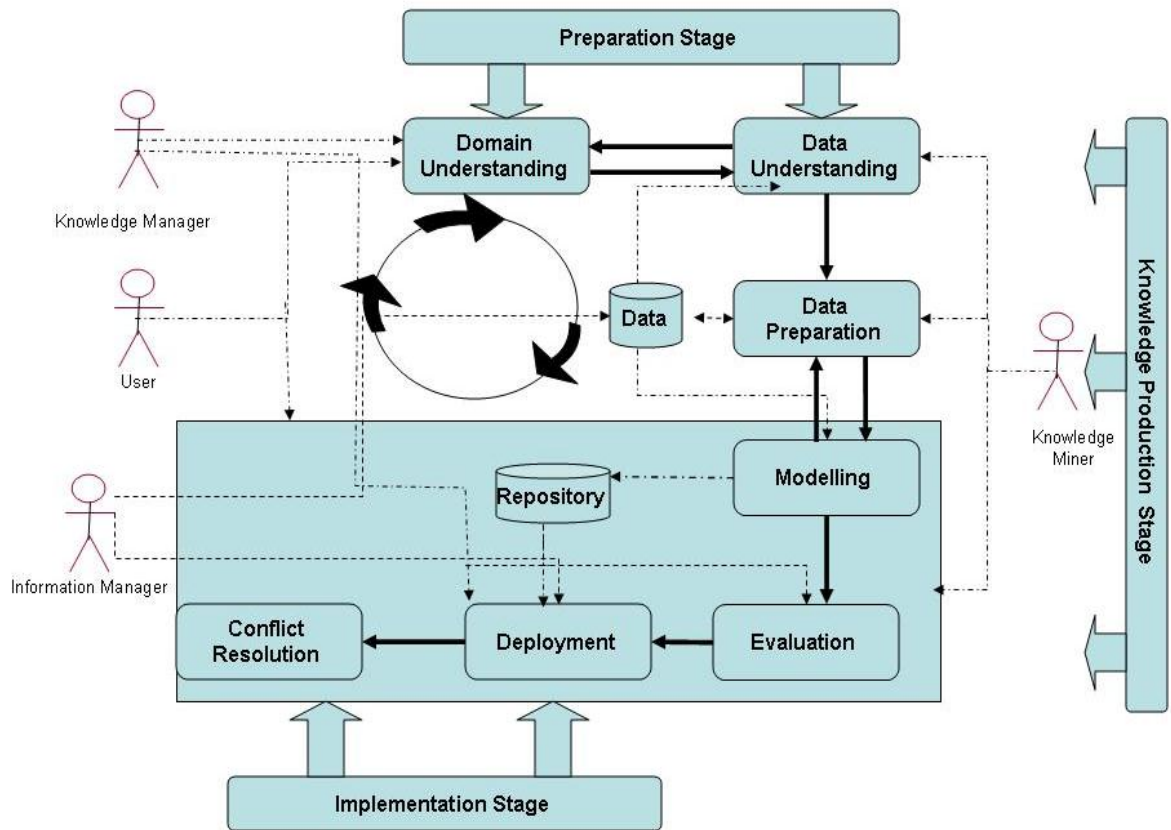 Preparation Stage
Domain
Understanding
Data
Understanding
Knowledge Manager
User
Data
Data
Preparation
Knowledge
Miner
Knowledge Production Stage
Modelling
Repository
Information Manager
Conflict
Resolution
Deployment
Evaluation
Implementation Stage